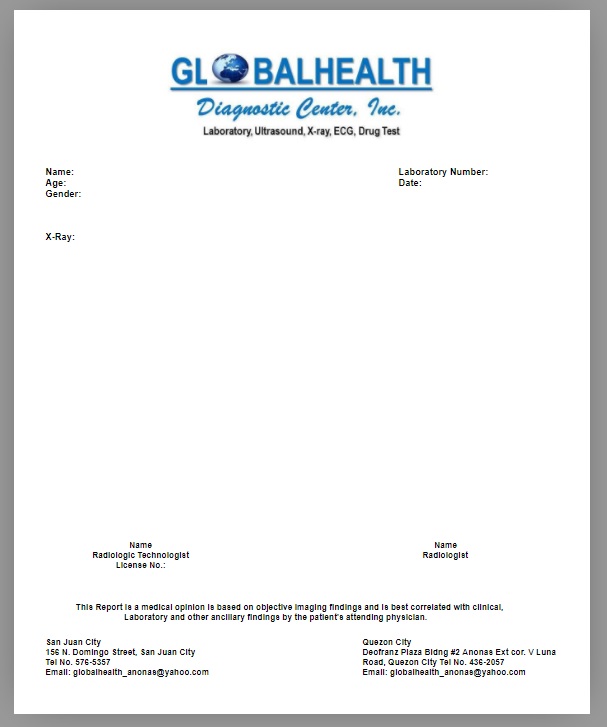 GLOBALHEALTH
Diagnostic Center, Inc.
Laboratory, Ultrasound, X-ray, ECG, Drug Test
Name:
Laboratory Number:
Age:
Date:
Gender:
X-Ray:
Name
Radiologic Technologist
License No.:
Name
Radiologist
This Report is a medical opinion is based on objective imaging findings and is best correlated with clinical,
Laboratory and other ancillary findings by the patient's attending physician.
San Juan City
156 N. Domingo Street, San Juan City
Tel No. 576-5357
Email: globalhealth_anonas@yahoo.com
Quezon City
Deofranz Plaza Bldng #2 Anonas Ext cor. V Luna
Road, Quezon City Tel No. 436-2057
Email: globalhealth_anonas@yahoo.com